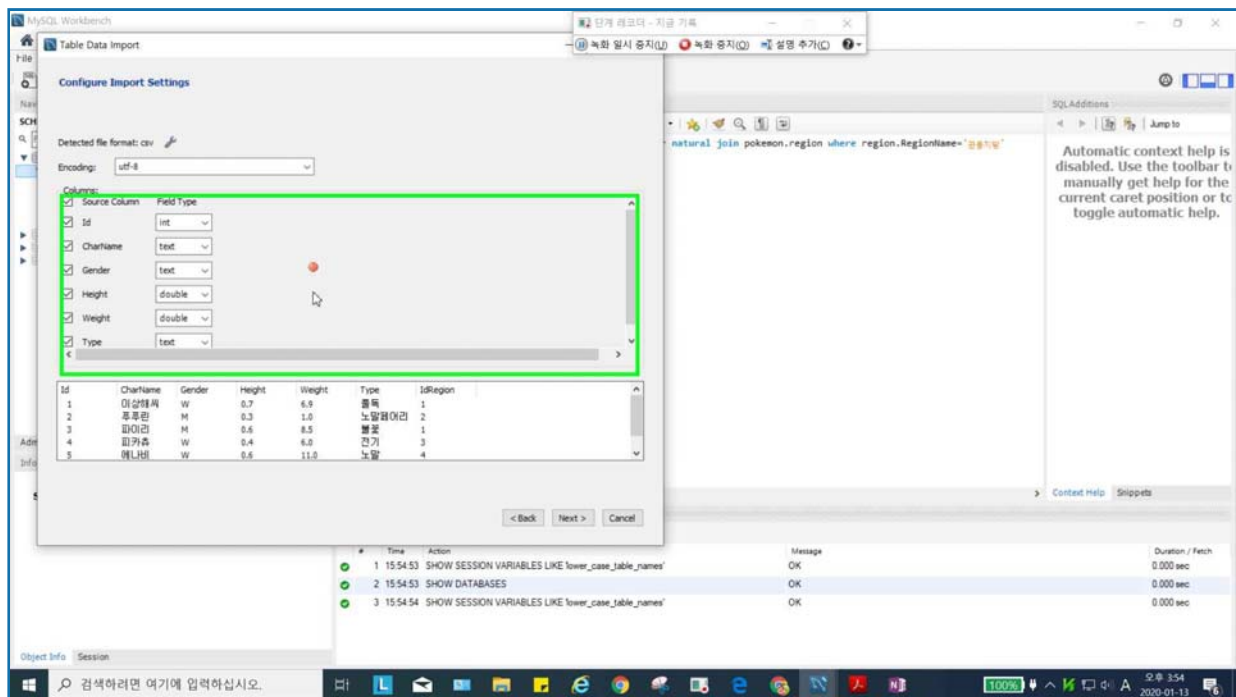 MySQL Workbench
단계 레코더 - 지금 기록
Table Data Import
녹화 일시 중지(U) 녹화 중지(O) 설명 추가(C)
File
Configure Import Settings
Nav
SCH
SQLAdditions
Jump to
Detected file format: csv
Encoding: utf-8
natural join pokemon.region where region.RegionName='관동지방'
Automatic context help is
disabled. Use the toolbar to
manually get help for the
current caret position or to
toggle automatic help.
Columns:
Source Column Field Type
Id int
CharName text
Gender text
Height double
Weight double
Type text
Id CharName Gender Height Weight Type IdRegion
1 이상해씨 W 0.7 6.9 풀독 1
2 푸푸린 M 0.3 1.0 노말페어리 2
3 파이리 M 0.6 8.5 불꽃 1
4 피카츄 W 0.4 6.0 전기 3
5 에나비 W 0.6 11.0 노말 4
Adm
Info
Context Help Snippets
< Back Next > Cancel
# Time Action Message Duration / Fetch
1 15:54:53 SHOW SESSION VARIABLES LIKE 'lower_case_table_names' OK 0.000 sec
2 15:54:53 SHOW DATABASES OK 0.000 sec
3 15:54:54 SHOW SESSION VARIABLES LIKE 'lower_case_table_names' OK 0.000 sec
Object Info Session
검색하려면 여기에 입력하십시오.
L
100%
A
오후 3:54
2020-01-13